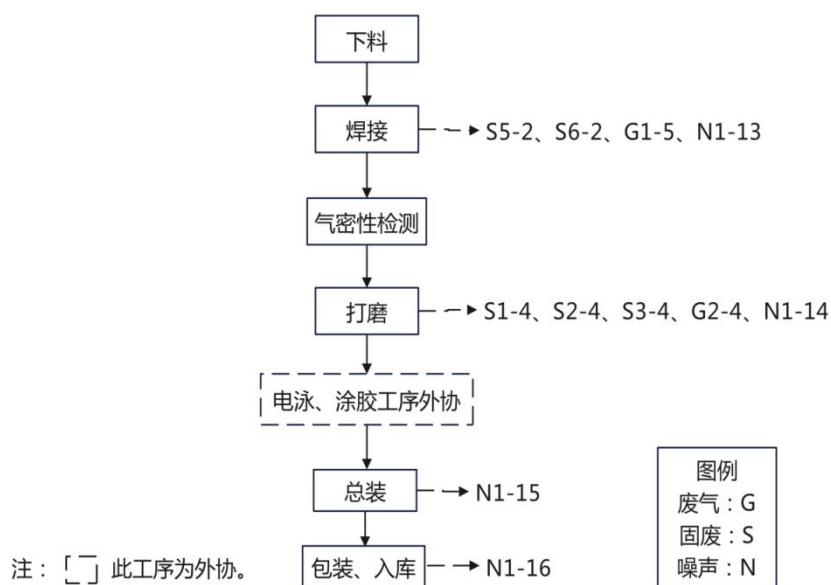 下料
焊接
S5-2、S6-2、G1-5、N1-13
气密性检测
打磨
S1-4、S2-4、S3-4、G2-4、N1-14
电泳、涂胶工序外协
总装
N1-15
包装、入库
N1-16
注： 此工序为外协。
图例
废气：G
固废：S
噪声：N